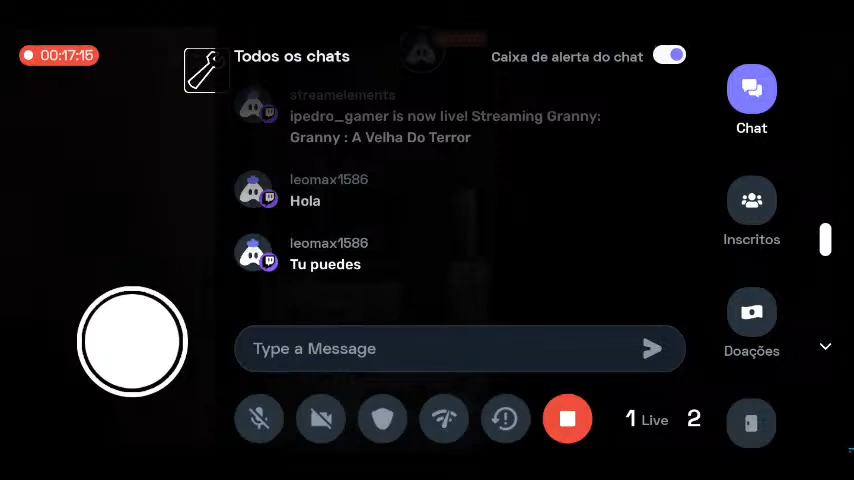 00:17:15
Todos os chats
Caixa de alerta do chat
streamelements
ipedro_gamer is now live! Streaming Granny:
Granny : A Velha Do Terror
leomax1586
Hola
leomax1586
Tu puedes
Type a Message
1 Live 2
Chat
Inscritos
Doações